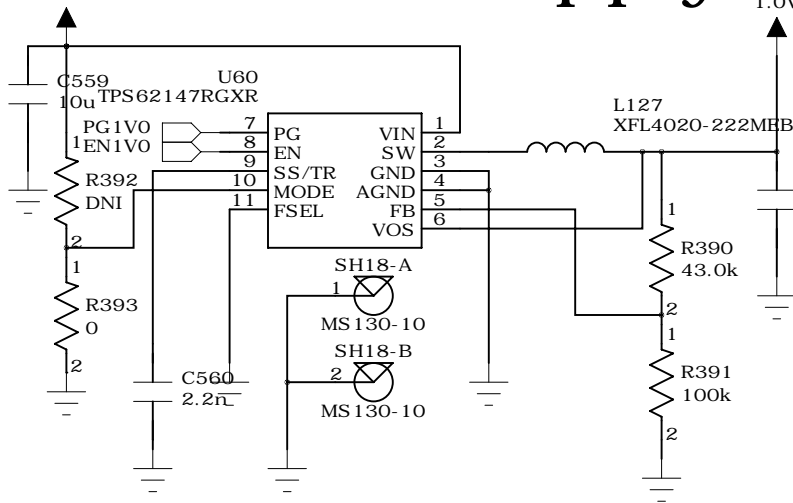 1.0V
C559
10u
U60
TPS62147RGXR
PG1V0
EN1V0
7 PG
8 EN
9 SS/TR
10 MODE
11 FSEL
VIN 1
SW 2
GND 3
AGND 4
FB 5
VOS 6
L127
XFL4020-222MEB
1
R392
DNI
2
1
R393
0
2
C560
2.2n
SH18-A
1
MS130-10
SH18-B
2
MS130-10
1
R390
43.0k
2
1
R391
100k
2